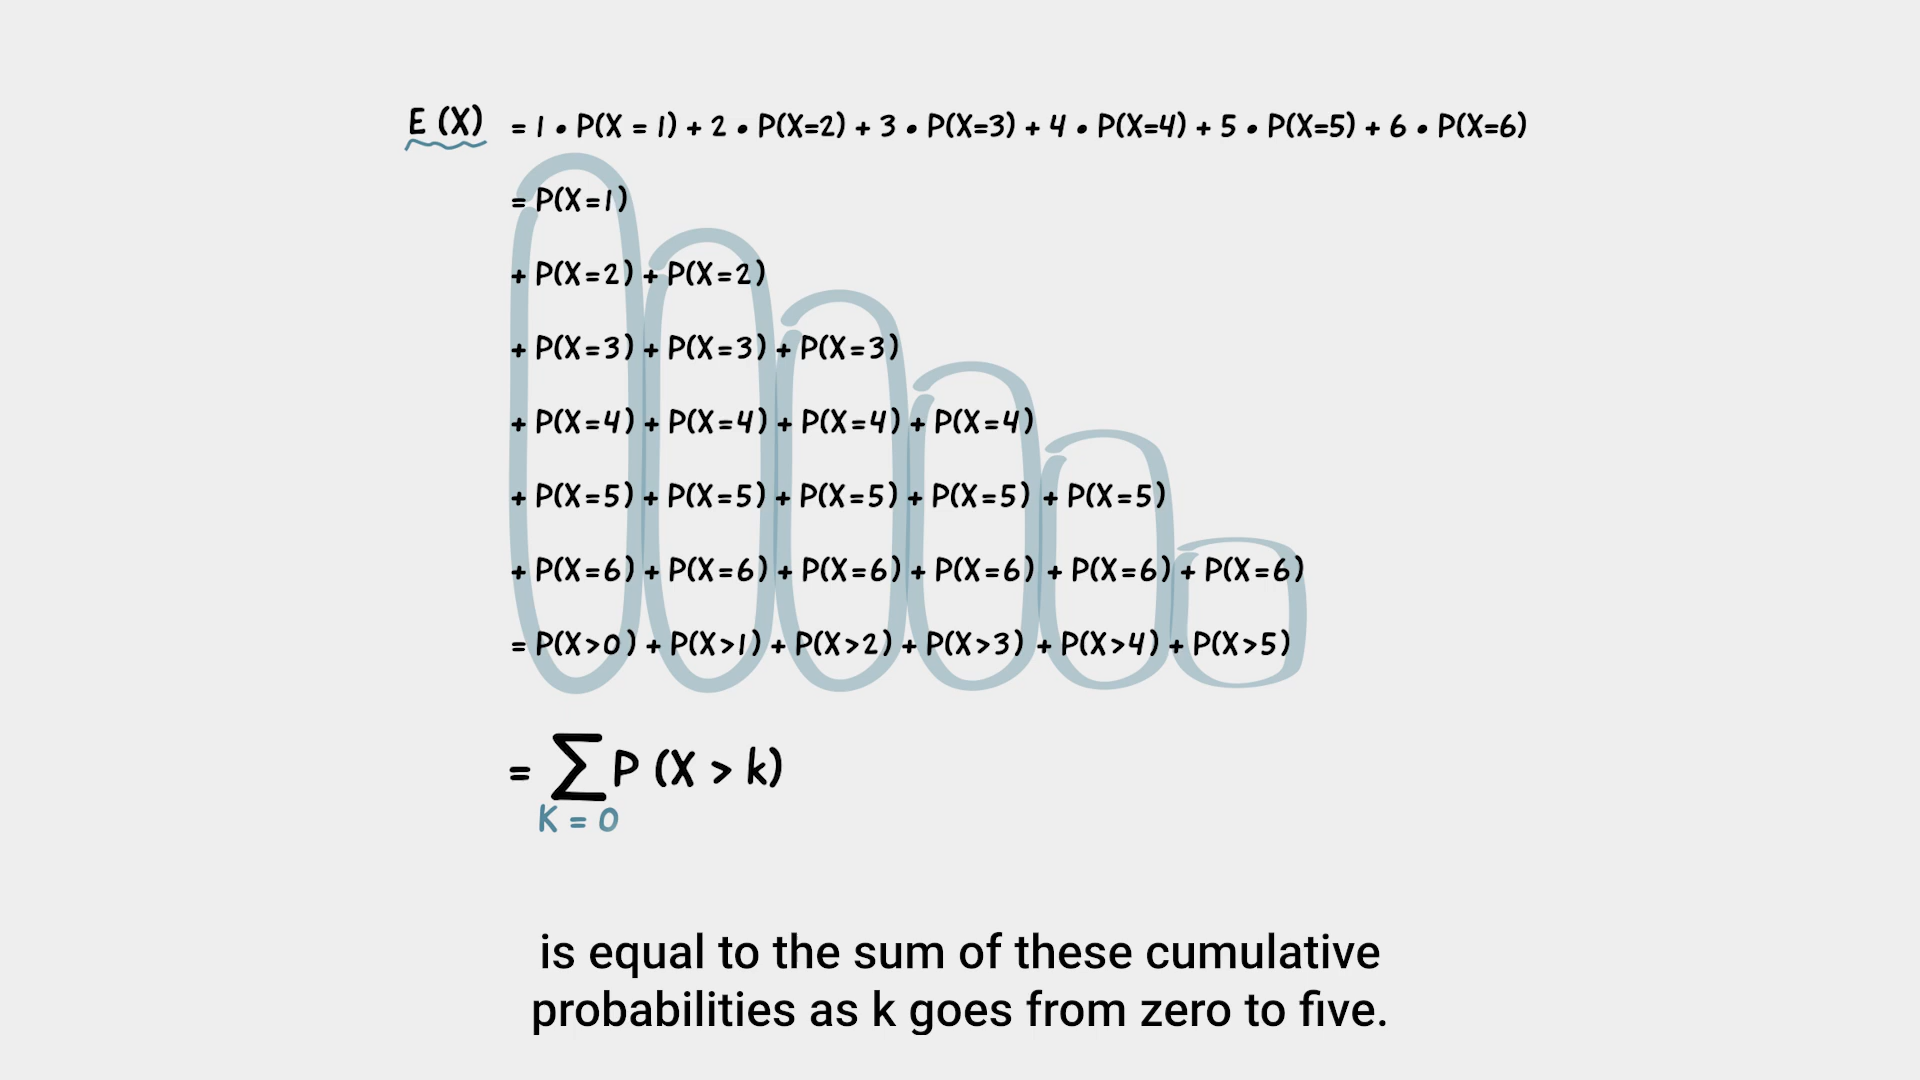 E (X) = 1 • P(X = 1) + 2 • P(X=2) + 3 • P(X=3) + 4 • P(X=4) + 5 • P(X=5) + 6 • P(X=6)
= P(X=1)
+ P(X=2) + P(X=2)
+ P(X=3) + P(X=3) + P(X=3)
+ P(X=4) + P(X=4) + P(X=4) + P(X=4)
+ P(X=5) + P(X=5) + P(X=5) + P(X=5) + P(X=5)
+ P(X=6) + P(X=6) + P(X=6) + P(X=6) + P(X=6) + P(X=6)
= P(X>0) + P(X>1) + P(X>2) + P(X>3) + P(X>4) + P(X>5)
= ∑ P (X > k)
K = 0
is equal to the sum of these cumulative
probabilities as k goes from zero to five.